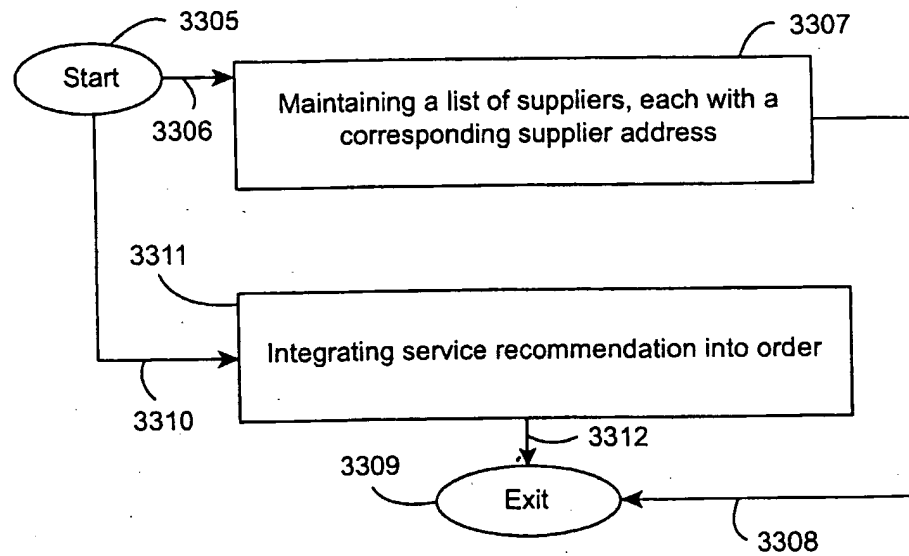 3305
Start
3306
3307
Maintaining a list of suppliers, each with a
corresponding supplier address
3311
Integrating service recommendation into order
3310
3312
3309
Exit
3308